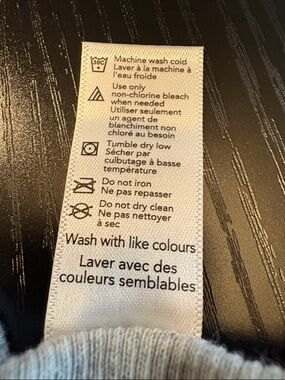 Machine wash cold
Laver à la machine à
l'eau froide
Use only
non-chlorine bleach
when needed
Utiliser seulement
un agent de
blanchiment non
chloré au besoin
Tumble dry low
Sécher par
culbutage à basse
température
Do not iron
Ne pas repasser
Do not dry clean
Ne pas nettoyer
à sec
Wash with like colours
Laver avec des
couleurs semblables